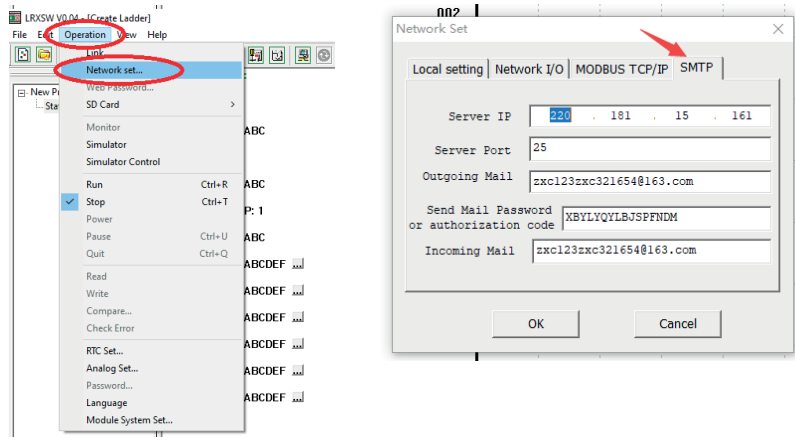 LRXSW V0.04 - [Create Ladder]
File Edit Operation View Help
Link
Network set...
Web Password...
SD Card
Monitor
Simulator
Simulator Control
Run Ctrl+R
Stop Ctrl+T
Power
Pause Ctrl+U
Quit Ctrl+Q
Read
Write
Compare...
Check Error
RTC Set...
Analog Set...
Password...
Language
Module System Set...
New P
Sta
ABC
ABC
P: 1
ABC
ABCDEF ...
ABCDEF ...
ABCDEF ...
ABCDEF ...
ABCDEF ...
ABCDEF ...
002
Network Set
Local setting Network I/O MODBUS TCP/IP SMTP
Server IP 220 . 181 . 15 . 161
Server Port 25
Outgoing Mail zxc123zxc321654@163.com
Send Mail Password
or authorization code XBYLYQYLBJSPFNDM
Incoming Mail zxc123zxc321654@163.com
OK Cancel